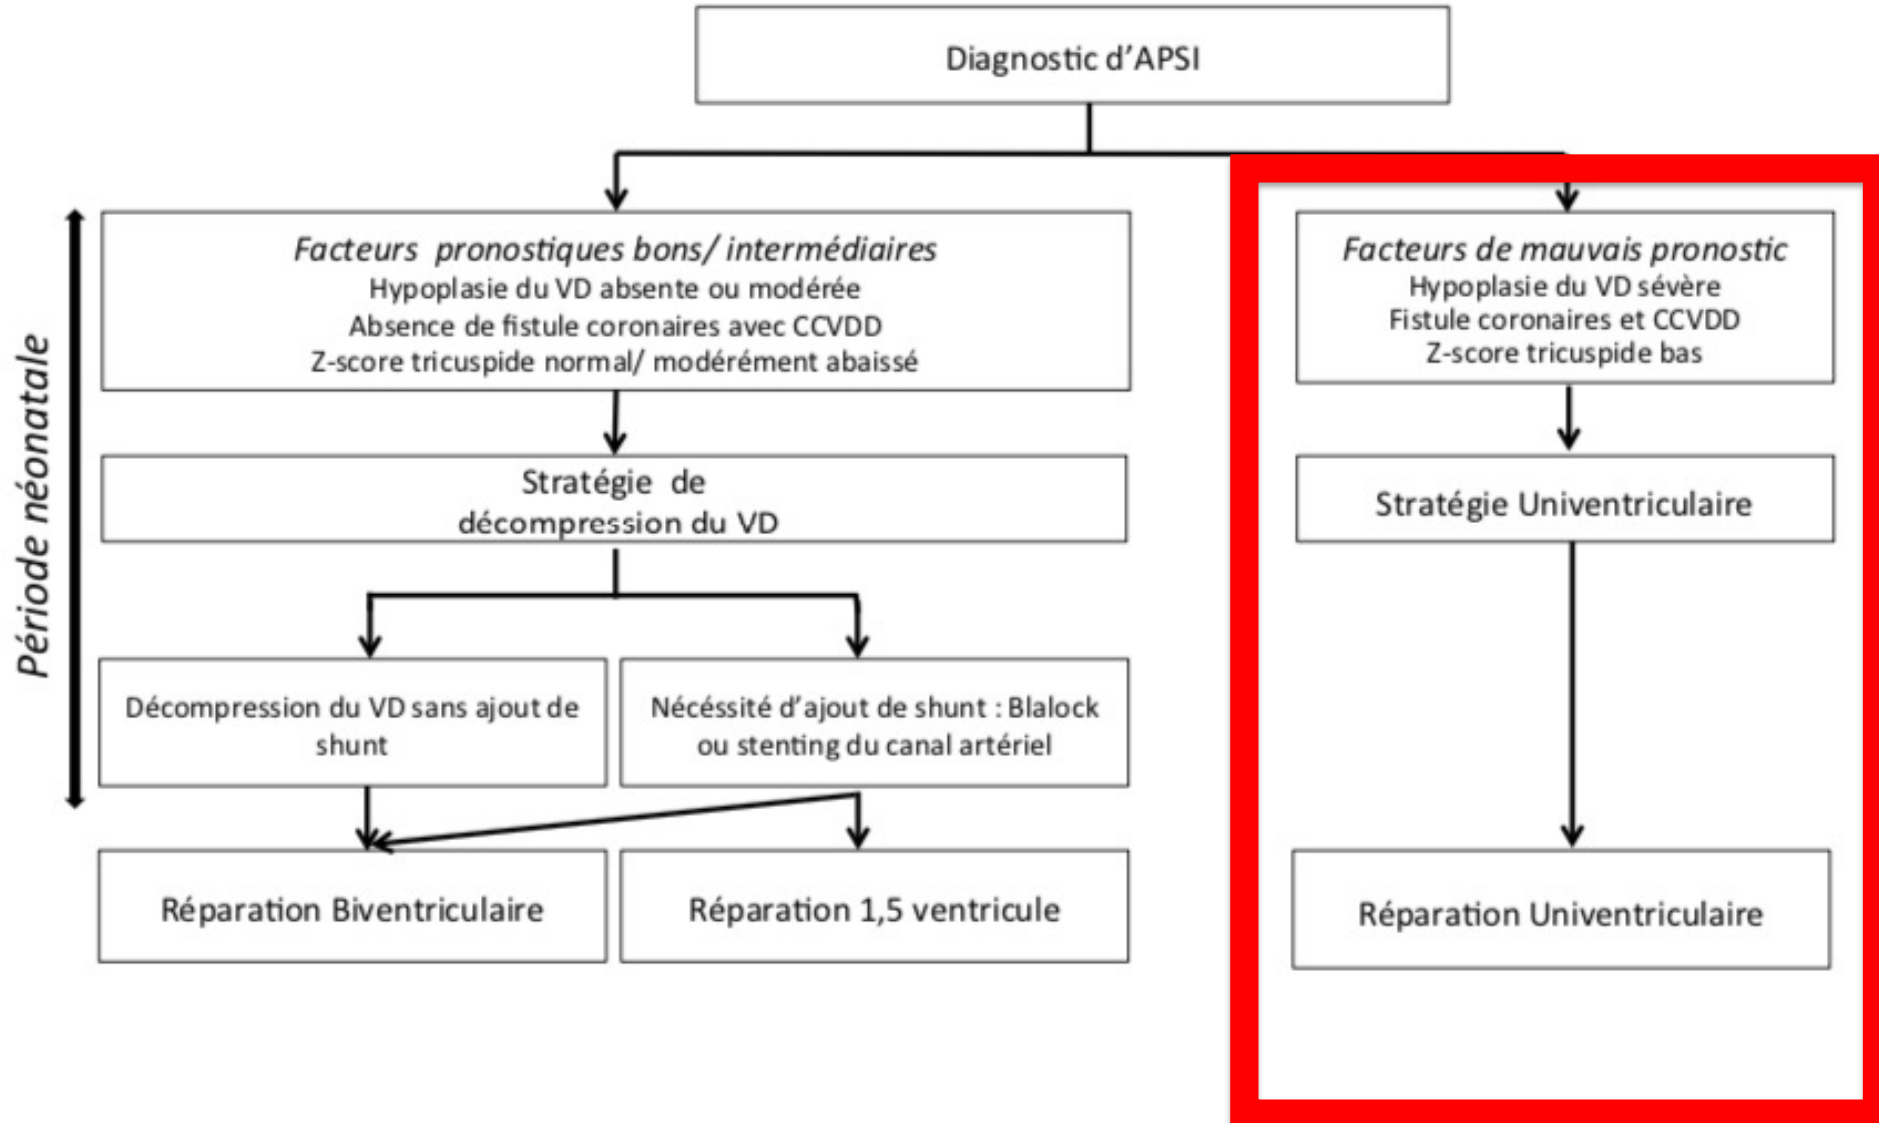 Diagnostic d'APSI
Période néonatale
Facteurs pronostiques bons/ intermédiaires
Hypoplasie du VD absente ou modérée
Absence de fistule coronaires avec CCVDD
Z-score tricuspide normal/ modérément abaissé
Facteurs de mauvais pronostic
Hypoplasie du VD sévère
Fistule coronaires et CCVDD
Z-score tricuspide bas
Stratégie de
décompression du VD
Stratégie Univentriculaire
Décompression du VD sans ajout de
shunt
Nécéssité d'ajout de shunt : Blalock
ou stenting du canal artériel
Réparation Biventriculaire
Réparation 1,5 ventricule
Réparation Univentriculaire